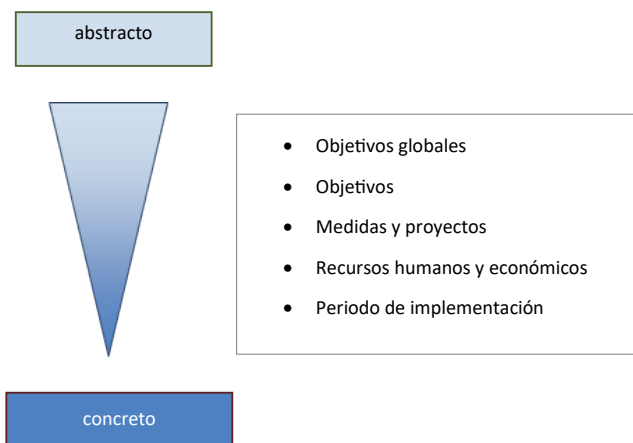 abstracto
• Objetivos globales
• Objetivos
• Medidas y proyectos
• Recursos humanos y económicos
• Periodo de implementación
concreto